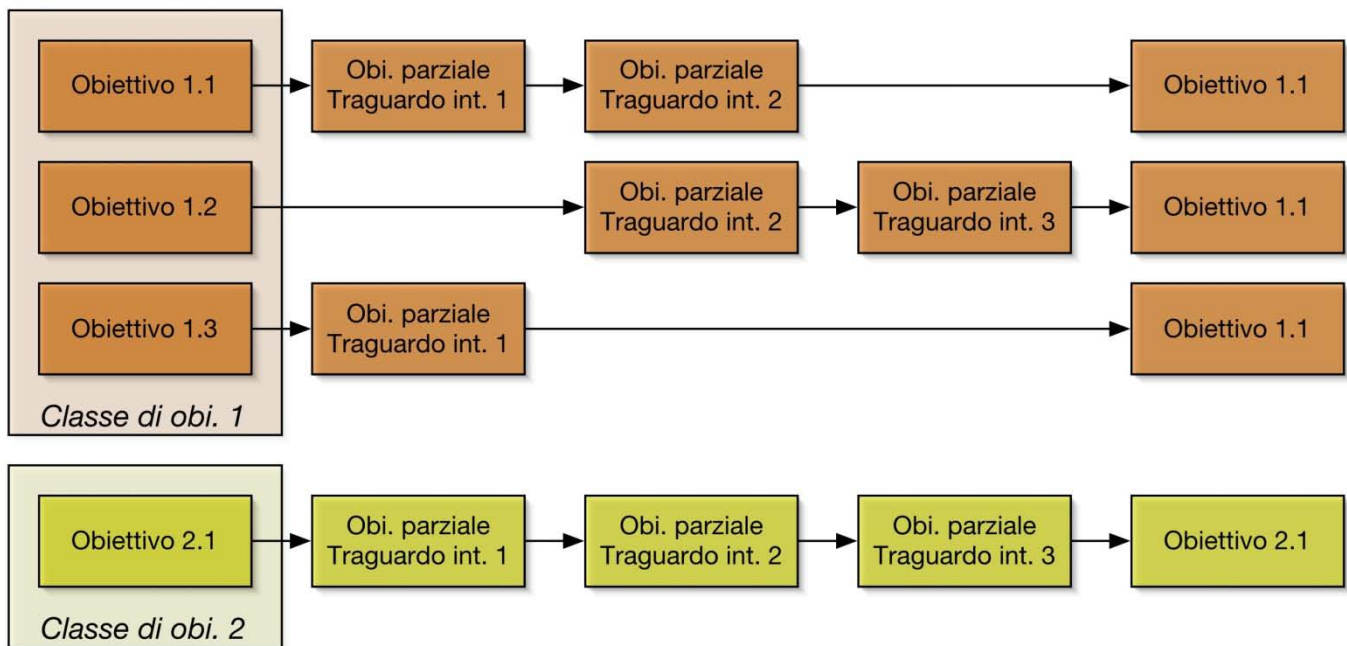 Obiettivo 1.1
Obi. parziale
Traguardo int. 1
Obi. parziale
Traguardo int. 2
Obiettivo 1.1
Obiettivo 1.2
Obi. parziale
Traguardo int. 2
Obi. parziale
Traguardo int. 3
Obiettivo 1.1
Obiettivo 1.3
Obi. parziale
Traguardo int. 1
Obiettivo 1.1
Classe di obi. 1
Obiettivo 2.1
Obi. parziale
Traguardo int. 1
Obi. parziale
Traguardo int. 2
Obi. parziale
Traguardo int. 3
Obiettivo 2.1
Classe di obi. 2